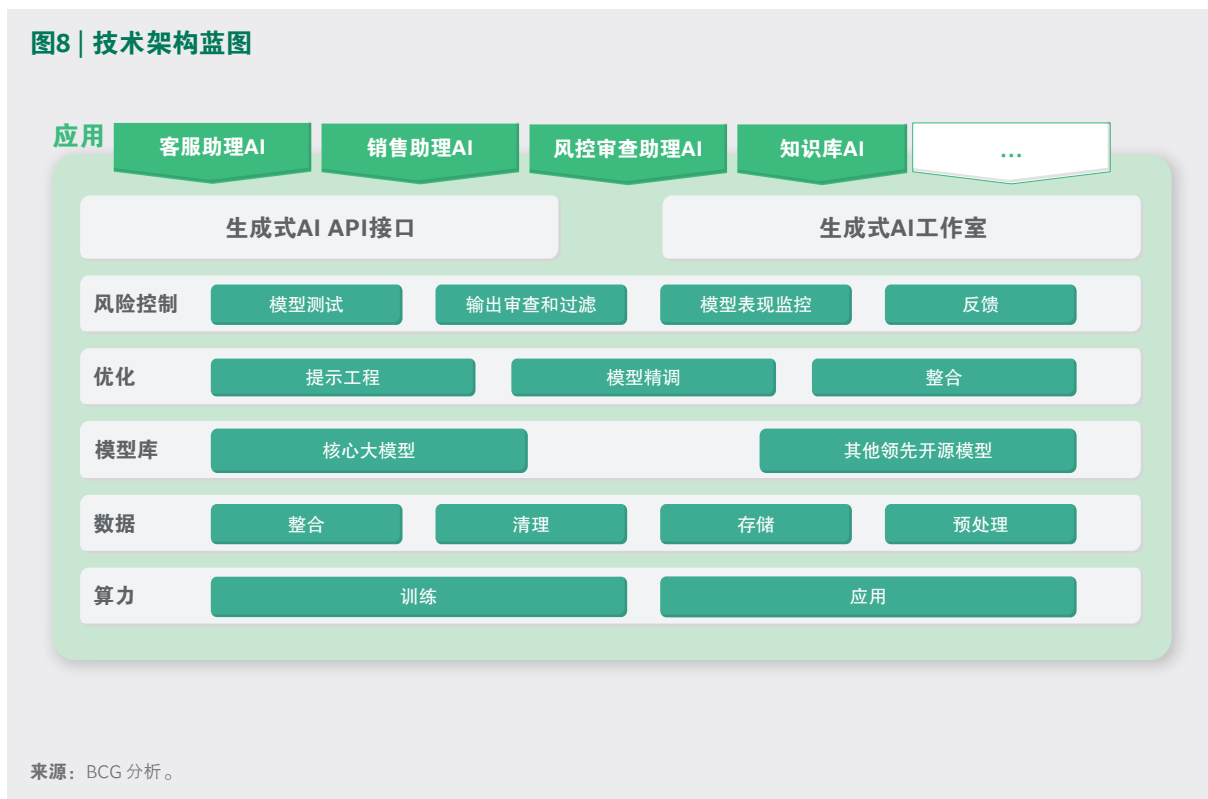 图8 | 技术架构蓝图
应用
客服助理AI
销售助理AI
风控审查助理AI
知识库AI
...
生成式AI API接口
生成式AI工作室
风险控制
模型测试
输出审查和过滤
模型表现监控
反馈
优化
提示工程
模型精调
整合
模型库
核心大模型
其他领先开源模型
数据
整合
清理
存储
预处理
算力
训练
应用
来源：BCG 分析。